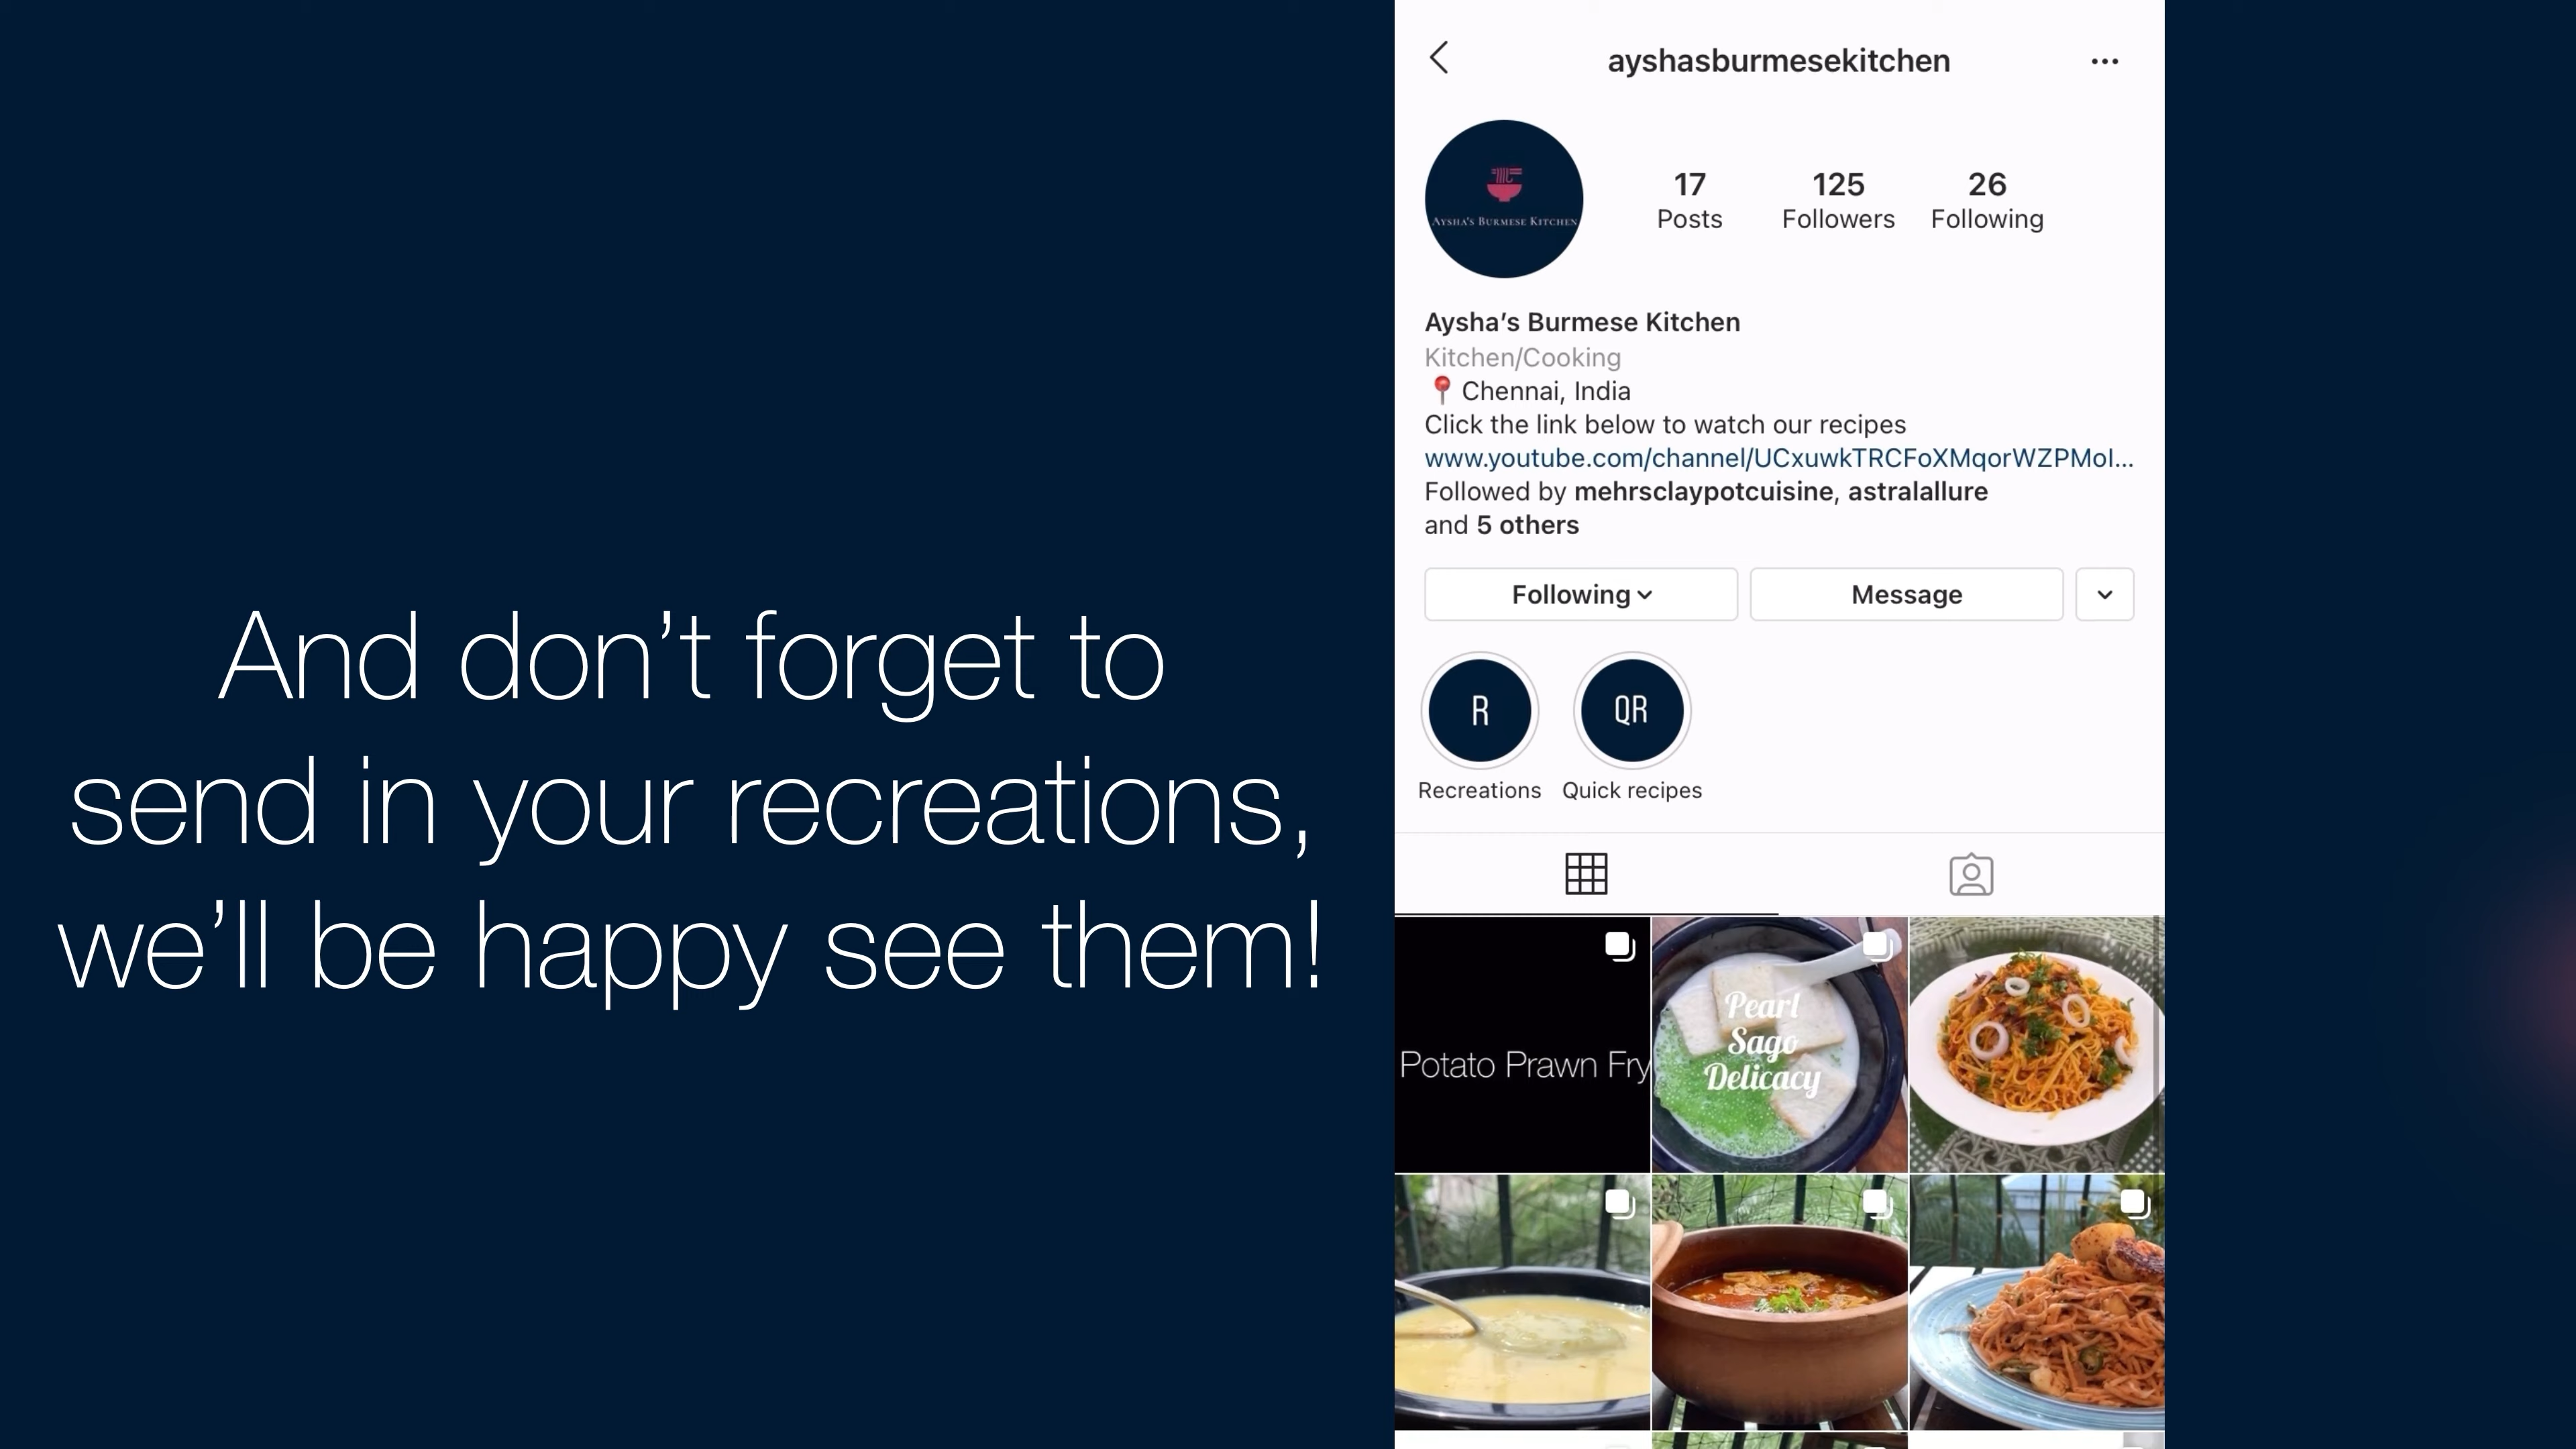 And don’t forget to
send in your recreations,
we’ll be happy see them!
ayshasburmesekitchen
AYSHA'S BURMESE KITCHEN
17
Posts
125
Followers
26
Following
Aysha’s Burmese Kitchen
Kitchen/Cooking
Chennai, India
Click the link below to watch our recipes
www.youtube.com/channel/UCxuwkTRCFoXMqorWZPMol...
Followed by mehrsclaypotcuisine, astralallure
and 5 others
Following
Message
R
QR
Recreations
Quick recipes
Potato Prawn Fry
Pearl
Sago
Delicacy